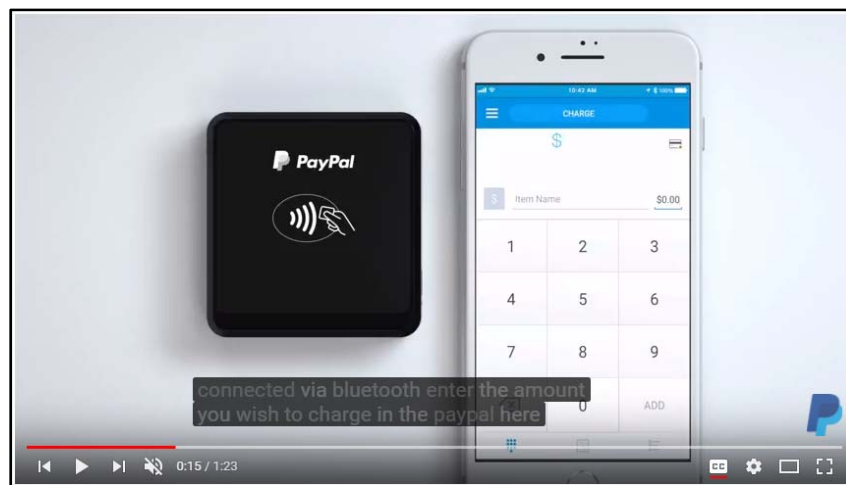 10:42 AM
100%
CHARGE
$
PayPal
$
Item Name
$0.00
1 2 3
4 5 6
7 8 9
0 ADD
connected via bluetooth enter the amount
you wish to charge in the paypal here
0:15 / 1:23
CC